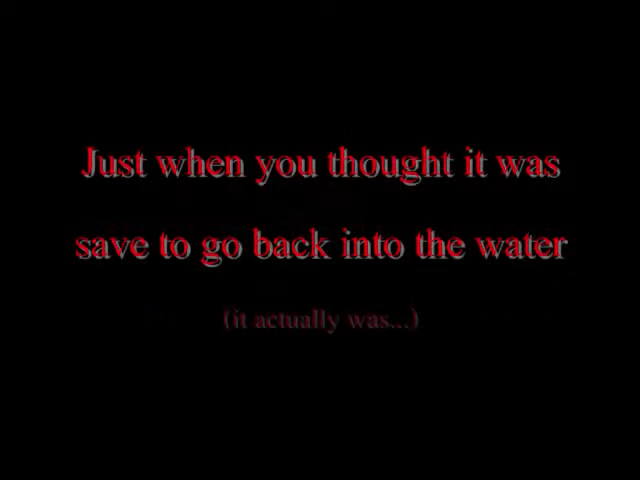 Just when you thought it was
save to go back into the water
(it actually was...)